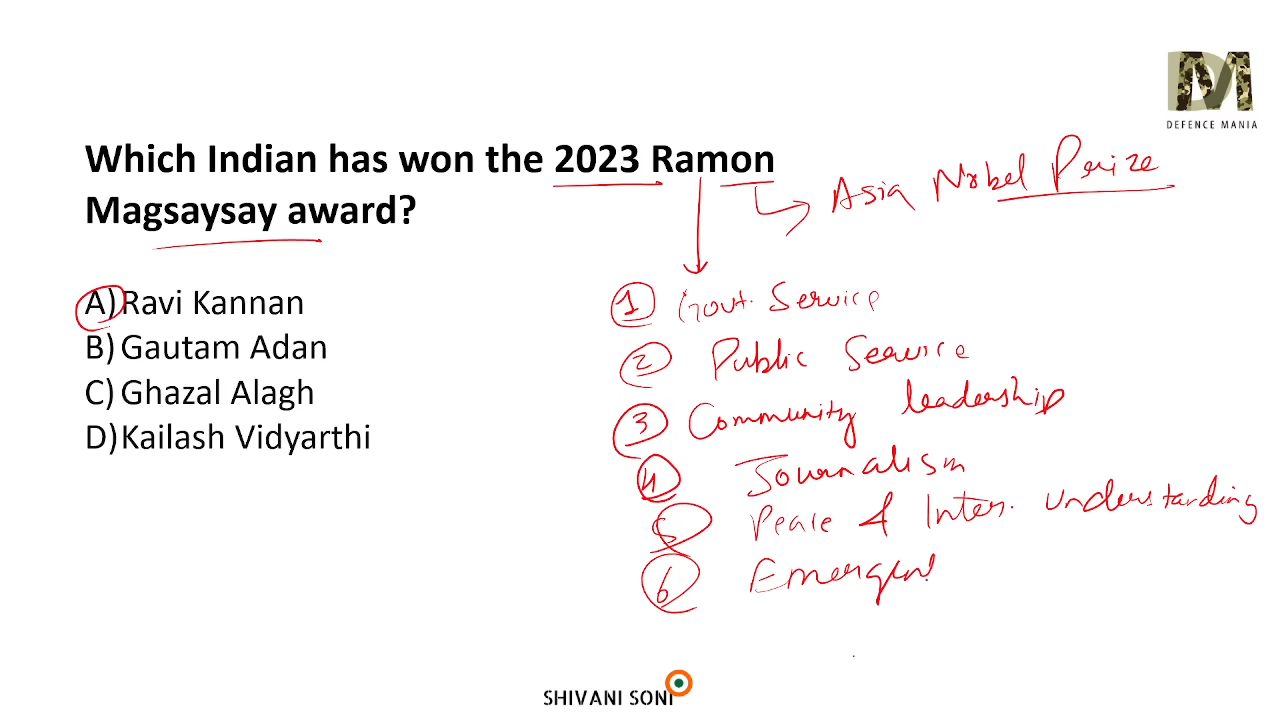 DEFENCE MANIA
Which Indian has won the 2023 Ramon
Magsaysay award?
Asia Nobel Prize
A) Ravi Kannan
B) Gautam Adan
C) Ghazal Alagh
D) Kailash Vidyarthi
1 Govt. Service
2 Public Service
3 Community leadership
4 Journalism
5 Peace & Inter. understanding
6 Emergent
SHIVANI SONI